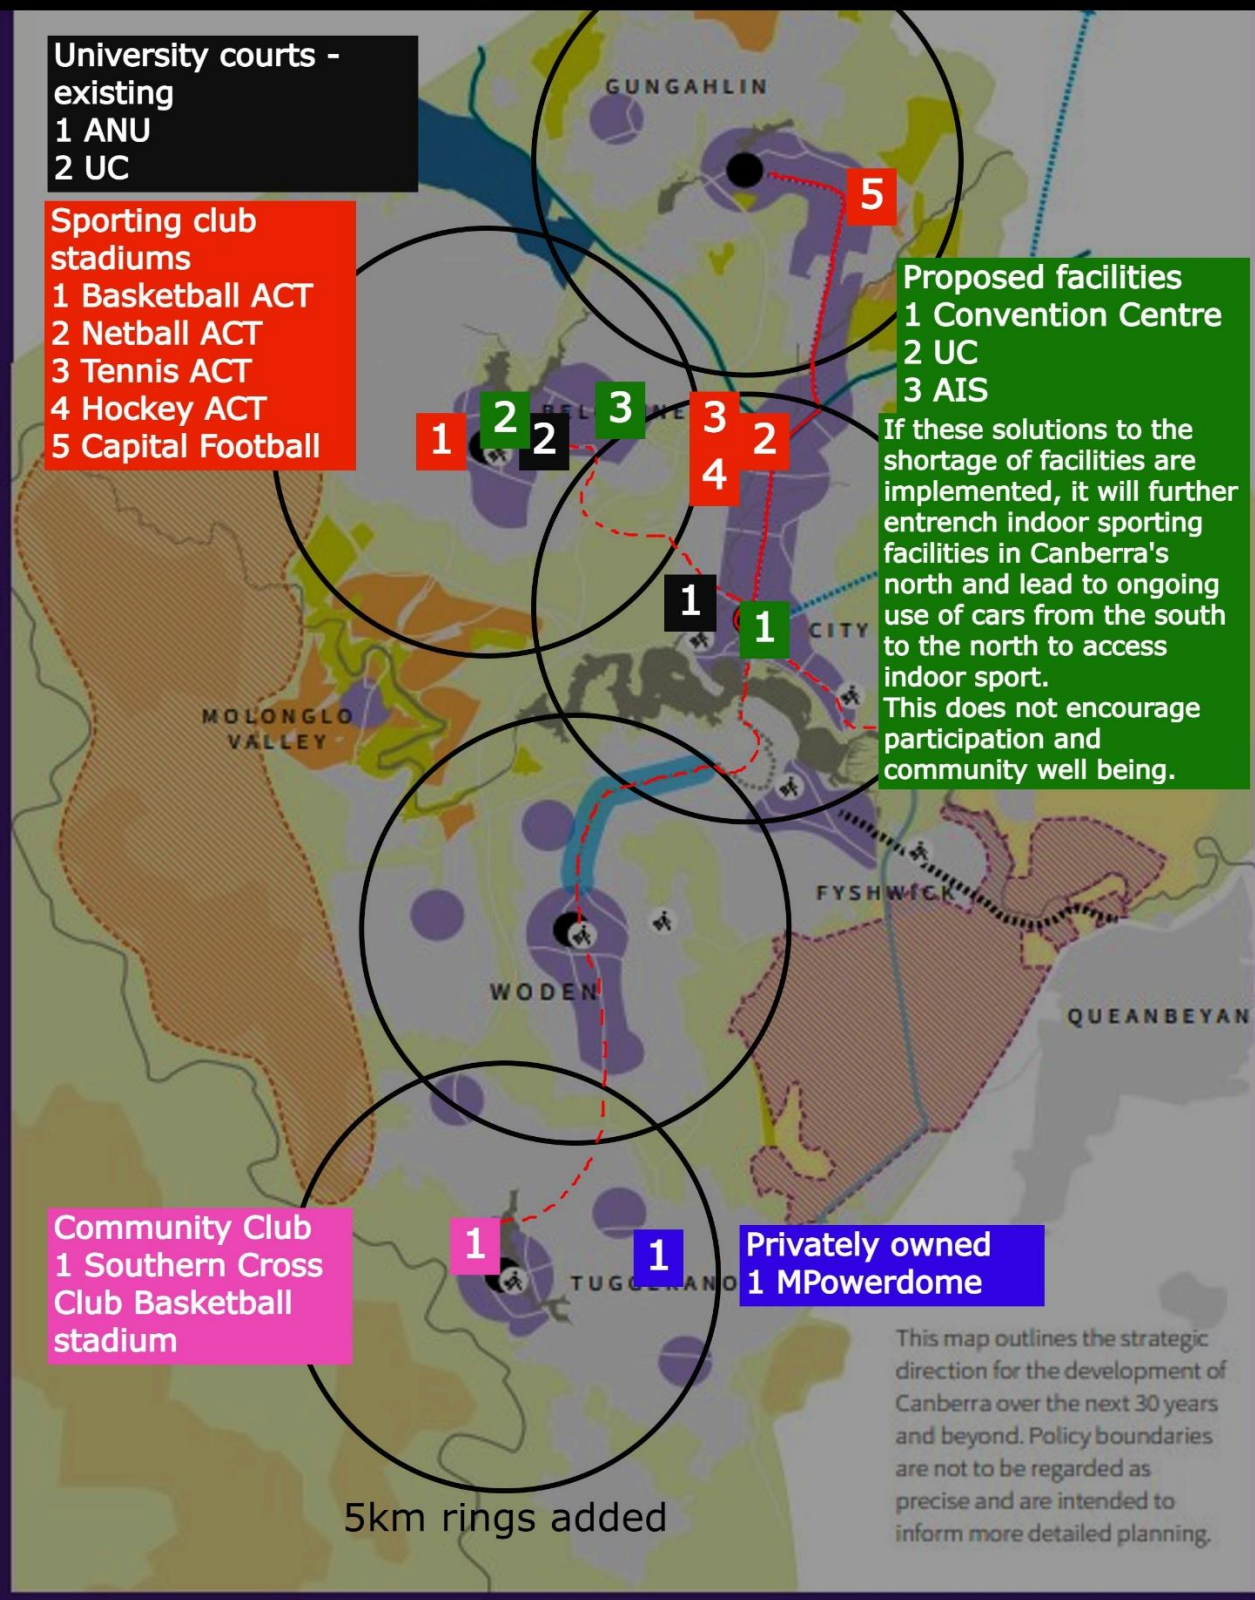 University courts -
existing
1 ANU
2 UC
GUNGAHLIN
Sporting club
stadiums
1 Basketball ACT
2 Netball ACT
3 Tennis ACT
4 Hockey ACT
5 Capital Football
5
Proposed facilities
1 Convention Centre
2 UC
3 AIS
If these solutions to the
shortage of facilities are
implemented, it will further
entrench indoor sporting
facilities in Canberra's
north and lead to ongoing
use of cars from the south
to the north to access
indoor sport.
This does not encourage
participation and
community well being.
1
2
2
3
3
2
4
1
1
CITY
MOLONGLO
VALLEY
FYSHWICK
WODEN
QUEANBEYAN
Community Club
1 Southern Cross
Club Basketball
stadium
1
1
Privately owned
1 MPowerdome
This map outlines the strategic
direction for the development of
Canberra over the next 30 years
and beyond. Policy boundaries
are not to be regarded as
precise and are intended to
inform more detailed planning.
5km rings added